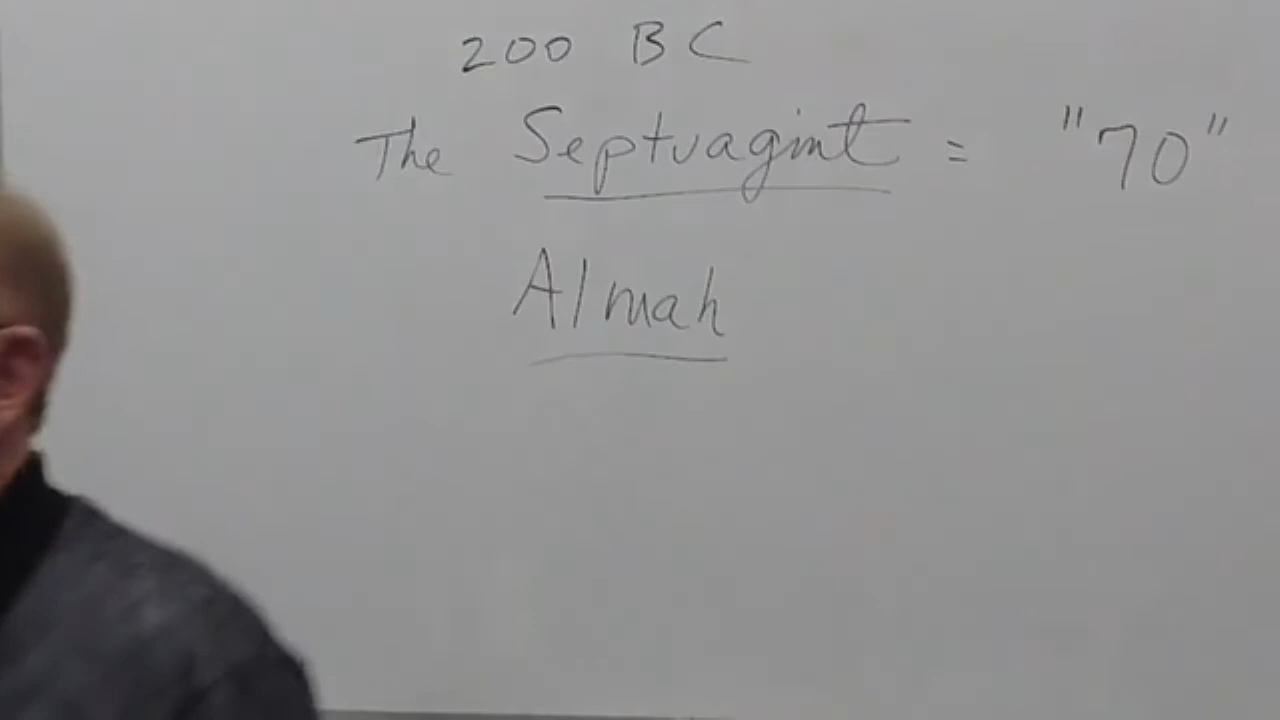 200 BC
The Septuagint = "70"
Almah